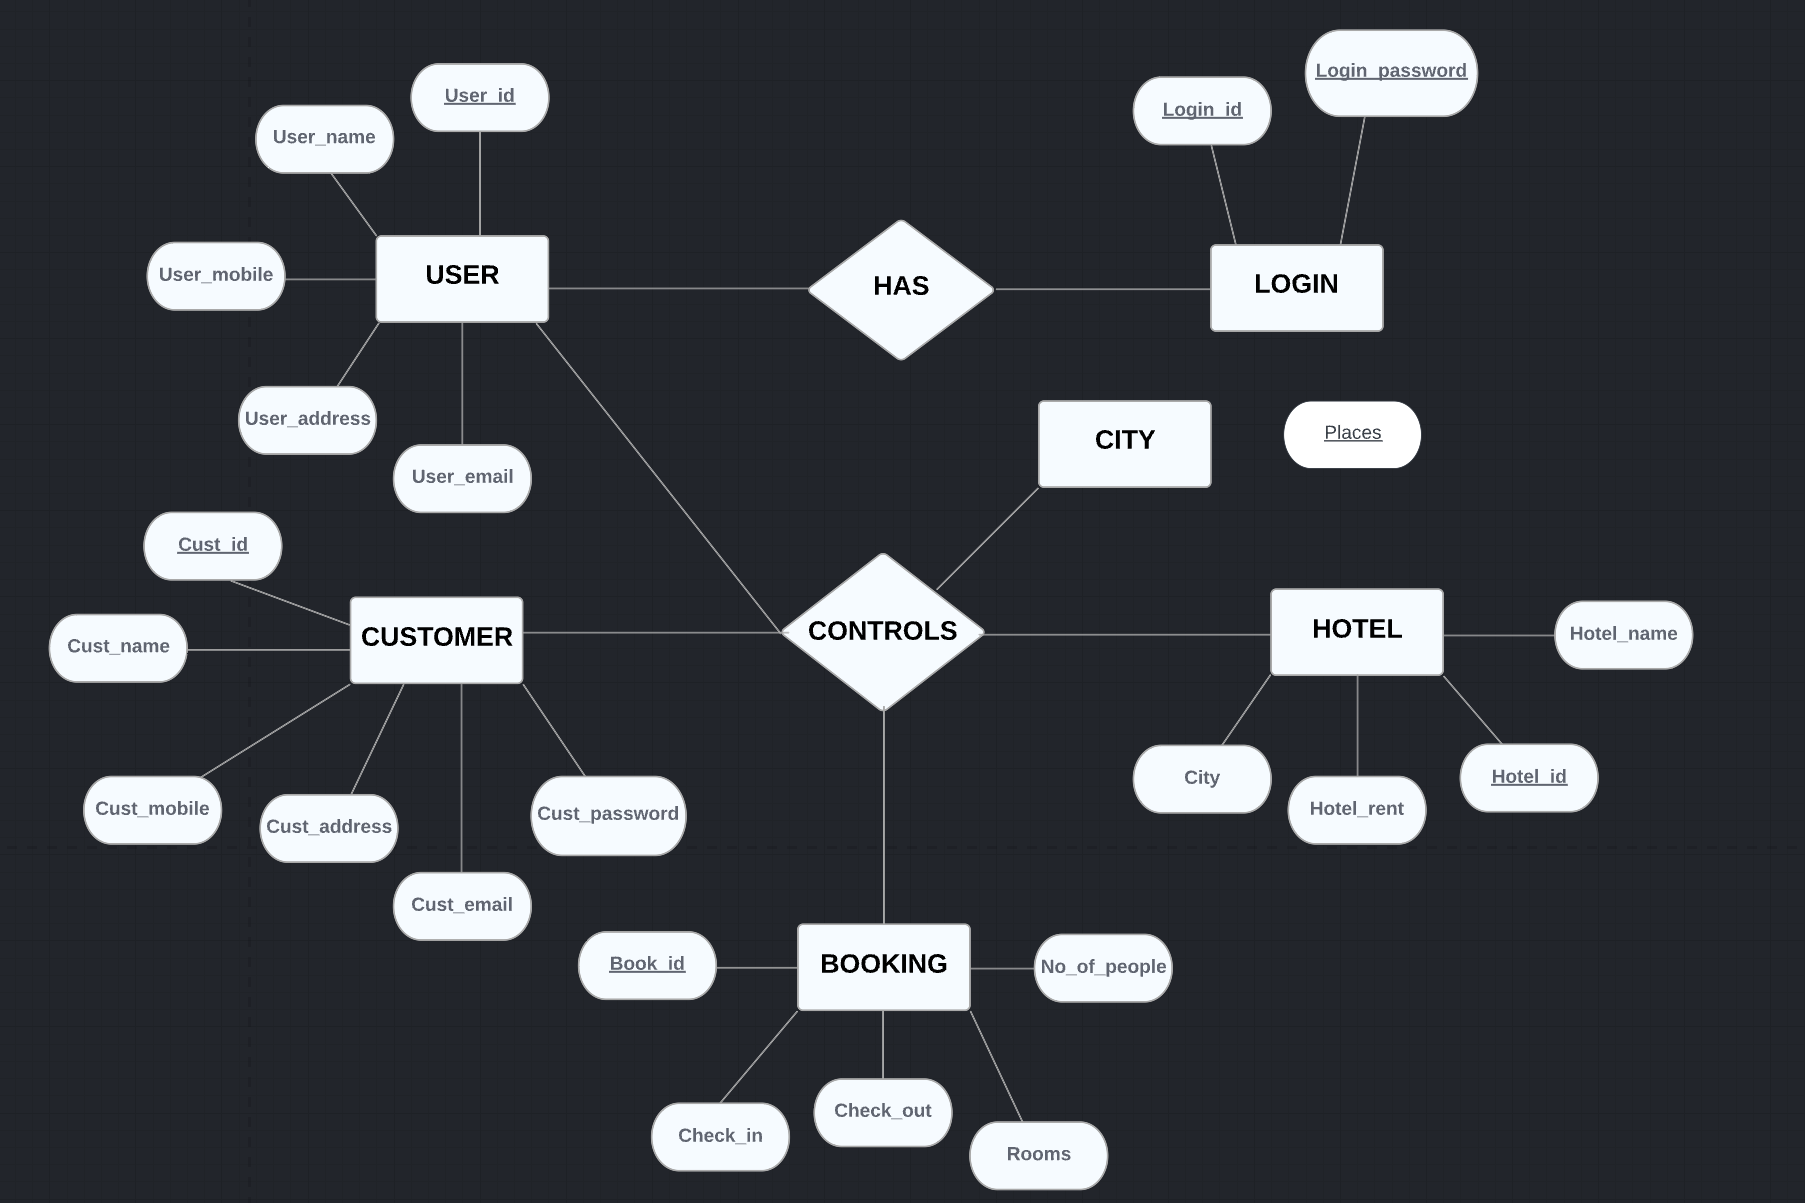 Login_password
User_id
Login_id
User_name
USER
User_mobile
HAS
LOGIN
User_address
CITY
Places
User_email
Cust_id
Cust_name
CUSTOMER
CONTROLS
HOTEL
Hotel_name
City
Hotel_id
Cust_mobile
Hotel_rent
Cust_password
Cust_address
Cust_email
Book_id
BOOKING
No_of_people
Check_out
Check_in
Rooms